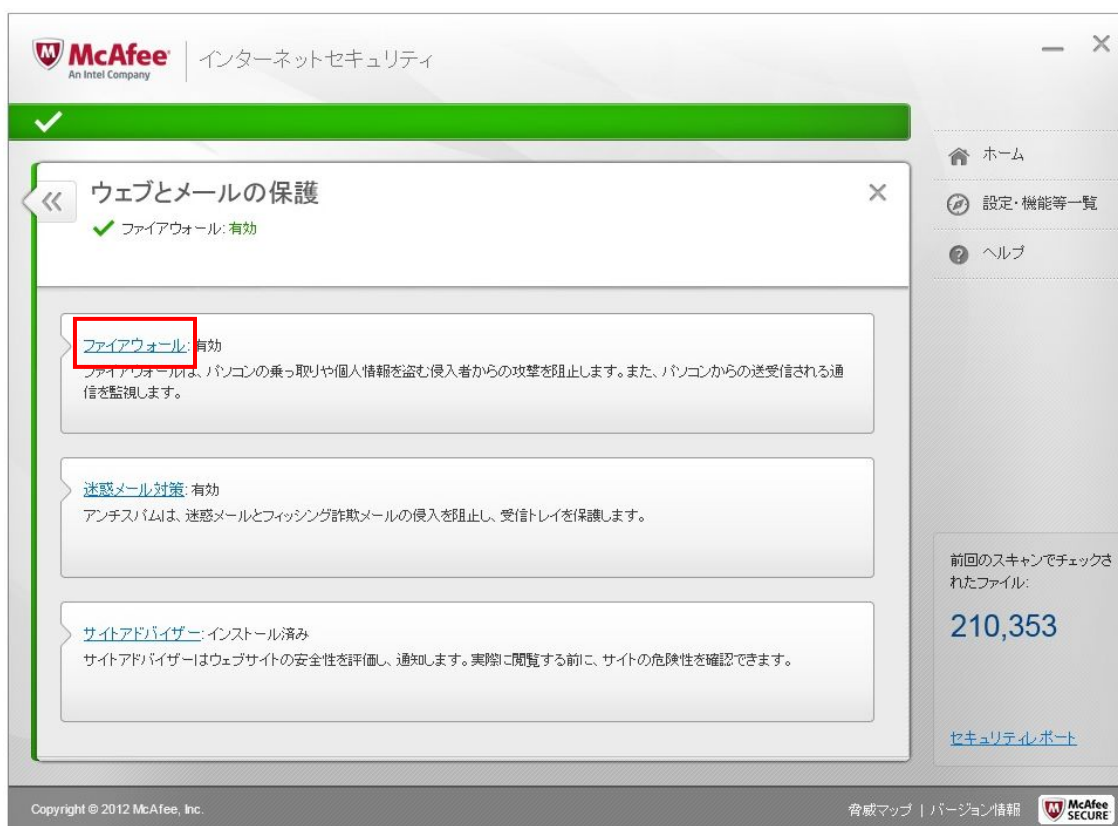 McAfee
An Intel Company
インターネットセキュリティ
ホーム
設定・機能等一覧
ヘルプ
ウェブとメールの保護
ファイアウォール: 有効
ファイアウォール: 有効
ファイアウォールは、パソコンの乗っ取りや個人情報を盗む侵入者からの攻撃を阻止します。また、パソコンからの送受信される通
信を監視します。
迷惑メール対策: 有効
アンチスパムは、迷惑メールとフィッシング詐欺メールの侵入を阻止し、受信トレイを保護します。
サイトアドバイザー: インストール済み
サイトアドバイザーはウェブサイトの安全性を評価し、通知します。実際に閲覧する前に、サイトの危険性を確認できます。
前回のスキャンでチェックさ
れたファイル:
210,353
セキュリティレポート
Copyright © 2012 McAfee, Inc.
脅威マップ | バージョン情報
McAfee
SECURE